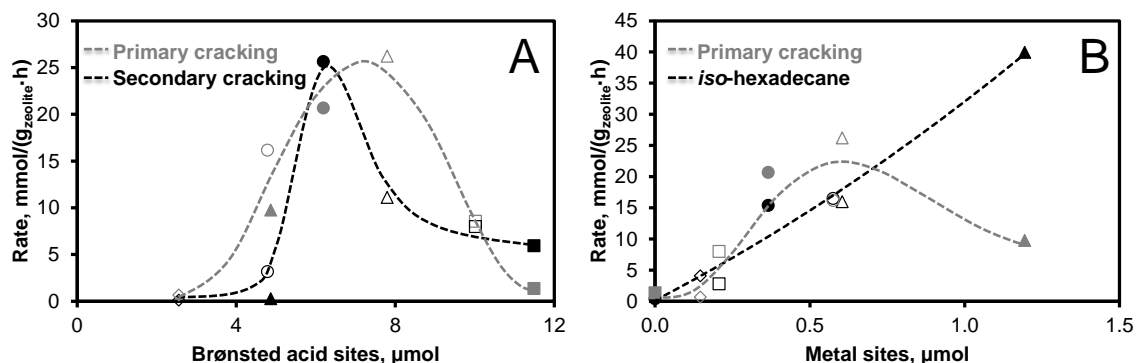 A
Primary cracking
Secondary cracking
Rate, mmol/(g_zeolite·h)
30
25
20
15
10
5
0
0 4 8 12
Brønsted acid sites, µmol
B
Primary cracking
iso-hexadecane
Rate, mmol/(g_zeolite·h)
45
40
35
30
25
20
15
10
5
0
0.0 0.5 1.0 1.5
Metal sites, µmol